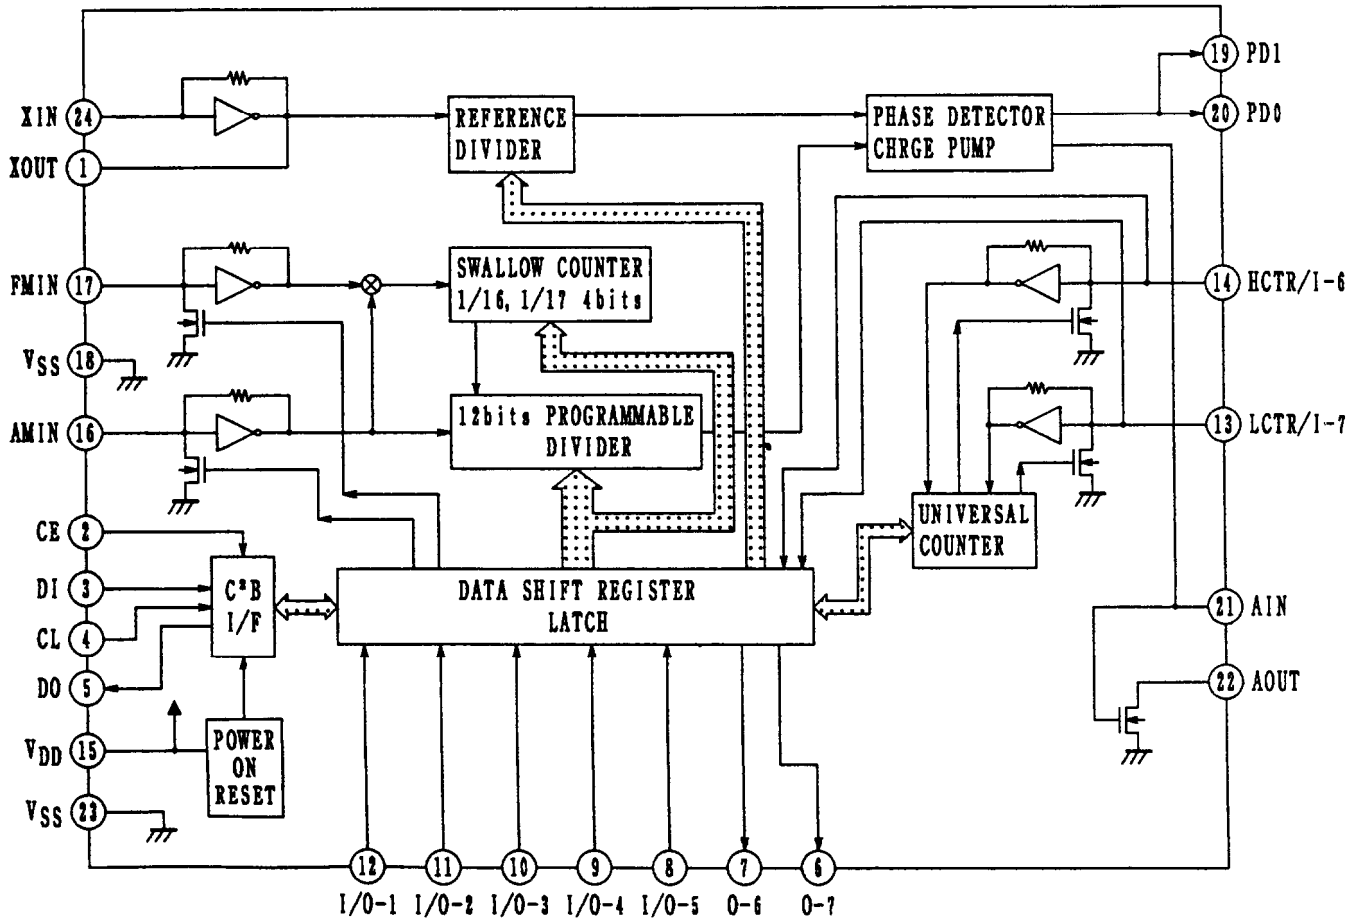 19 PD1
XIN 24
REFERENCE
DIVIDER
PHASE DETECTOR
CHRGE PUMP
20 PD0
XOUT 1
FMIN 17
SWALLOW COUNTER
1/16, 1/17 4bits
14 HCTR/I-6
VSS 18
AMIN 16
12bits PROGRAMMABLE
DIVIDER
13 LCTR/I-7
CE 2
UNIVERSAL
COUNTER
DI 3
C²B
I/F
DATA SHIFT REGISTER
LATCH
21 AIN
CL 4
DO 5
22 AOUT
VDD 15
POWER
ON
RESET
VSS 23
12 11 10 9 8 7 6
I/O-1 I/O-2 I/O-3 I/O-4 I/O-5 O-6 O-7